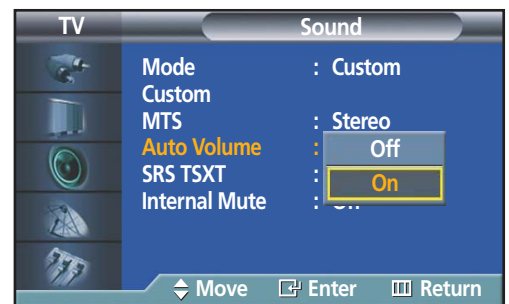 TV Sound
Mode : Custom
Custom
MTS : Stereo
Auto Volume : Off
SRS TSXT : On
Internal Mute :
Move Enter Return